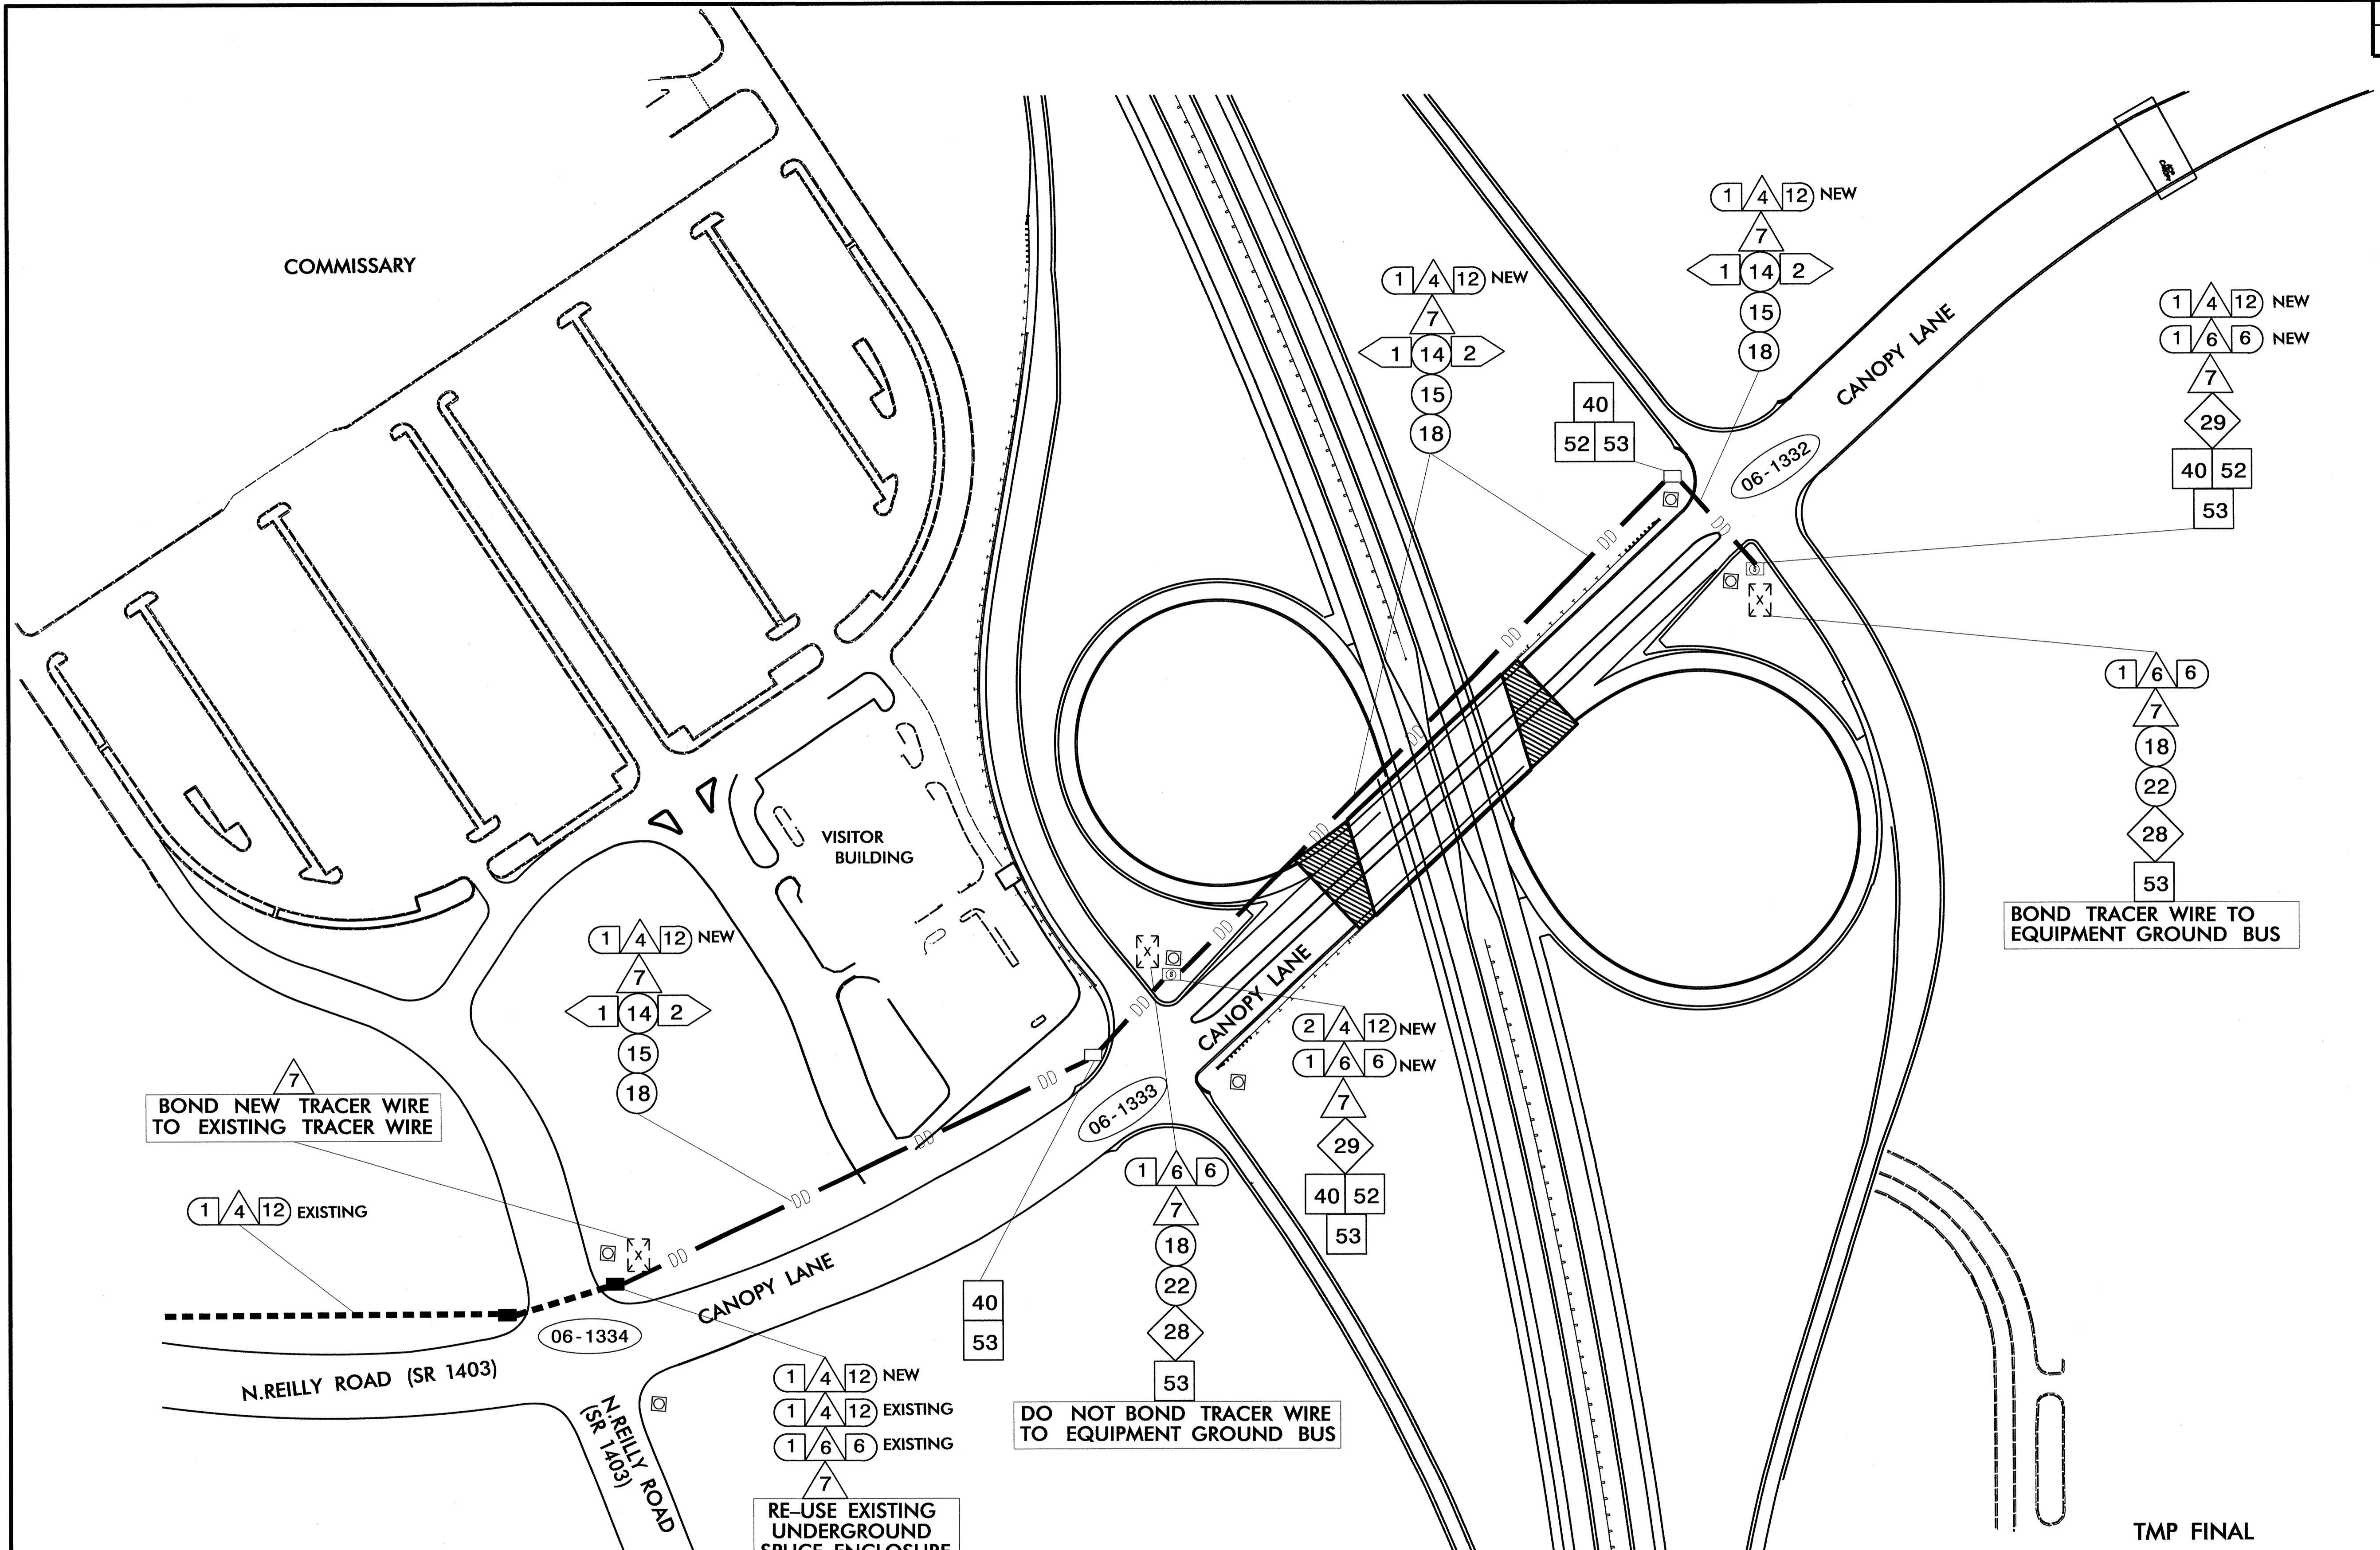 COMMISSARY
1 4 12 NEW
7
1 14 2
15
18
1 4 12 NEW
7
1 14 2
15
18
40
52 53
06-1332
CANOPY LANE
1 4 12 NEW
1 6 6 NEW
7
29
40 52
53
X
S
1 6 6
7
18
22
28
53
BOND TRACER WIRE TO
EQUIPMENT GROUND BUS
VISITOR
BUILDING
1 4 12 NEW
7
1 14 2
15
18
X
S
CANOPY LANE
2 4 12 NEW
1 6 6 NEW
7
29
40 52
53
7
BOND NEW TRACER WIRE
TO EXISTING TRACER WIRE
06-1333
1 6 6
7
18
22
28
53
DO NOT BOND TRACER WIRE
TO EQUIPMENT GROUND BUS
1 4 12 EXISTING
X
CANOPY LANE
40
53
06-1334
N.REILLY ROAD (SR 1403)
N.REILLY ROAD
(SR 1403)
1 4 12 NEW
1 4 12 EXISTING
1 6 6 EXISTING
7
RE-USE EXISTING
UNDERGROUND
SPLICE ENCLOSURE
TMP FINAL